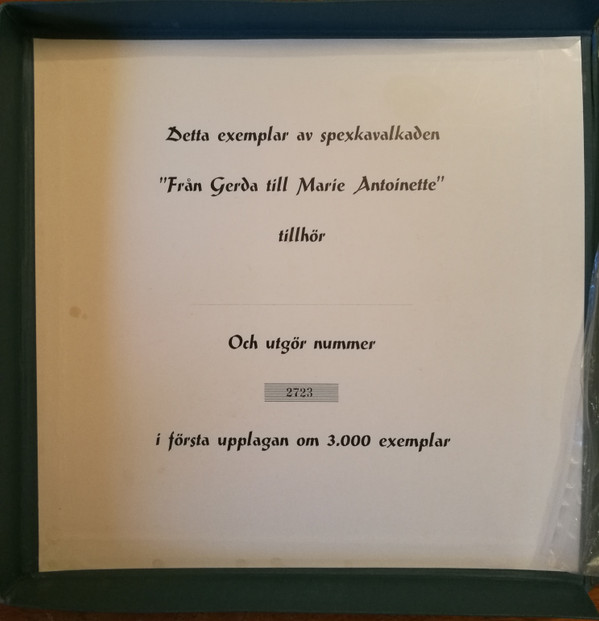 Detta exemplar av spexkavalkaden
"Från Gerda till Marie Antoinette"
tillhör
Och utgör nummer
2723
i första upplagan om 3.000 exemplar